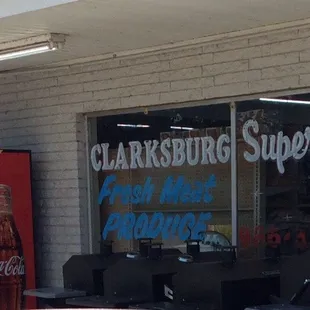 CLARKSBURG Super
Fresh Meat
PRODUCE
Coca-Cola